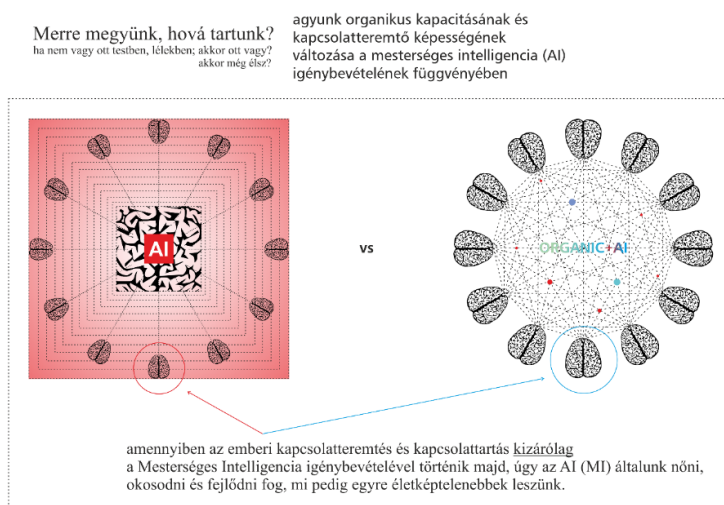 Merre megyünk, hová tartunk?
ha nem vagy ott testben, lélekben; akkor ott vagy?
akkor még élsz?
agyunk organikus kapacitásának és
kapcsolatteremtő képességének
változása a mesterséges intelligencia (AI)
igénybevételének függvényében
AI
vs
ORGANIC+AI
amennyiben az emberi kapcsolatteremtés és kapcsolattartás kizárólag
a Mesterséges Intelligencia igénybevételével történik majd, úgy az AI (MI) általunk nőni,
okosodni és fejlődni fog, mi pedig egyre életképtelenebbek leszünk.